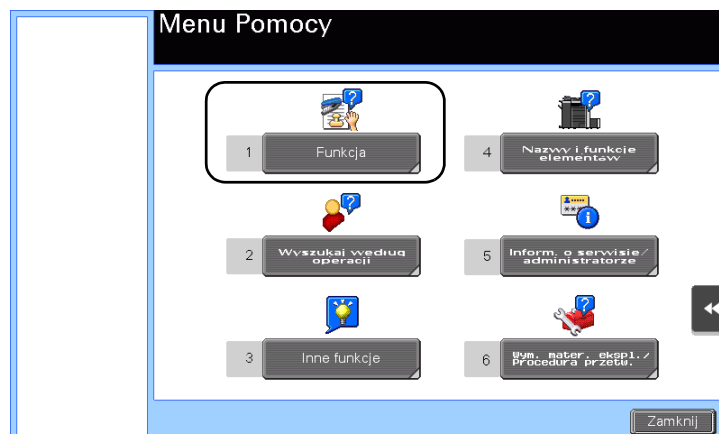 Menu Pomocy
1 Funkcja
4 Nazwy i funkcje
elementów
2 Wyszukaj według
operacji
5 Inform. o serwisie/
administratorze
3 Inne funkcje
6 Wym. mater. ekspl./
Procedura przetw.
Zamknij